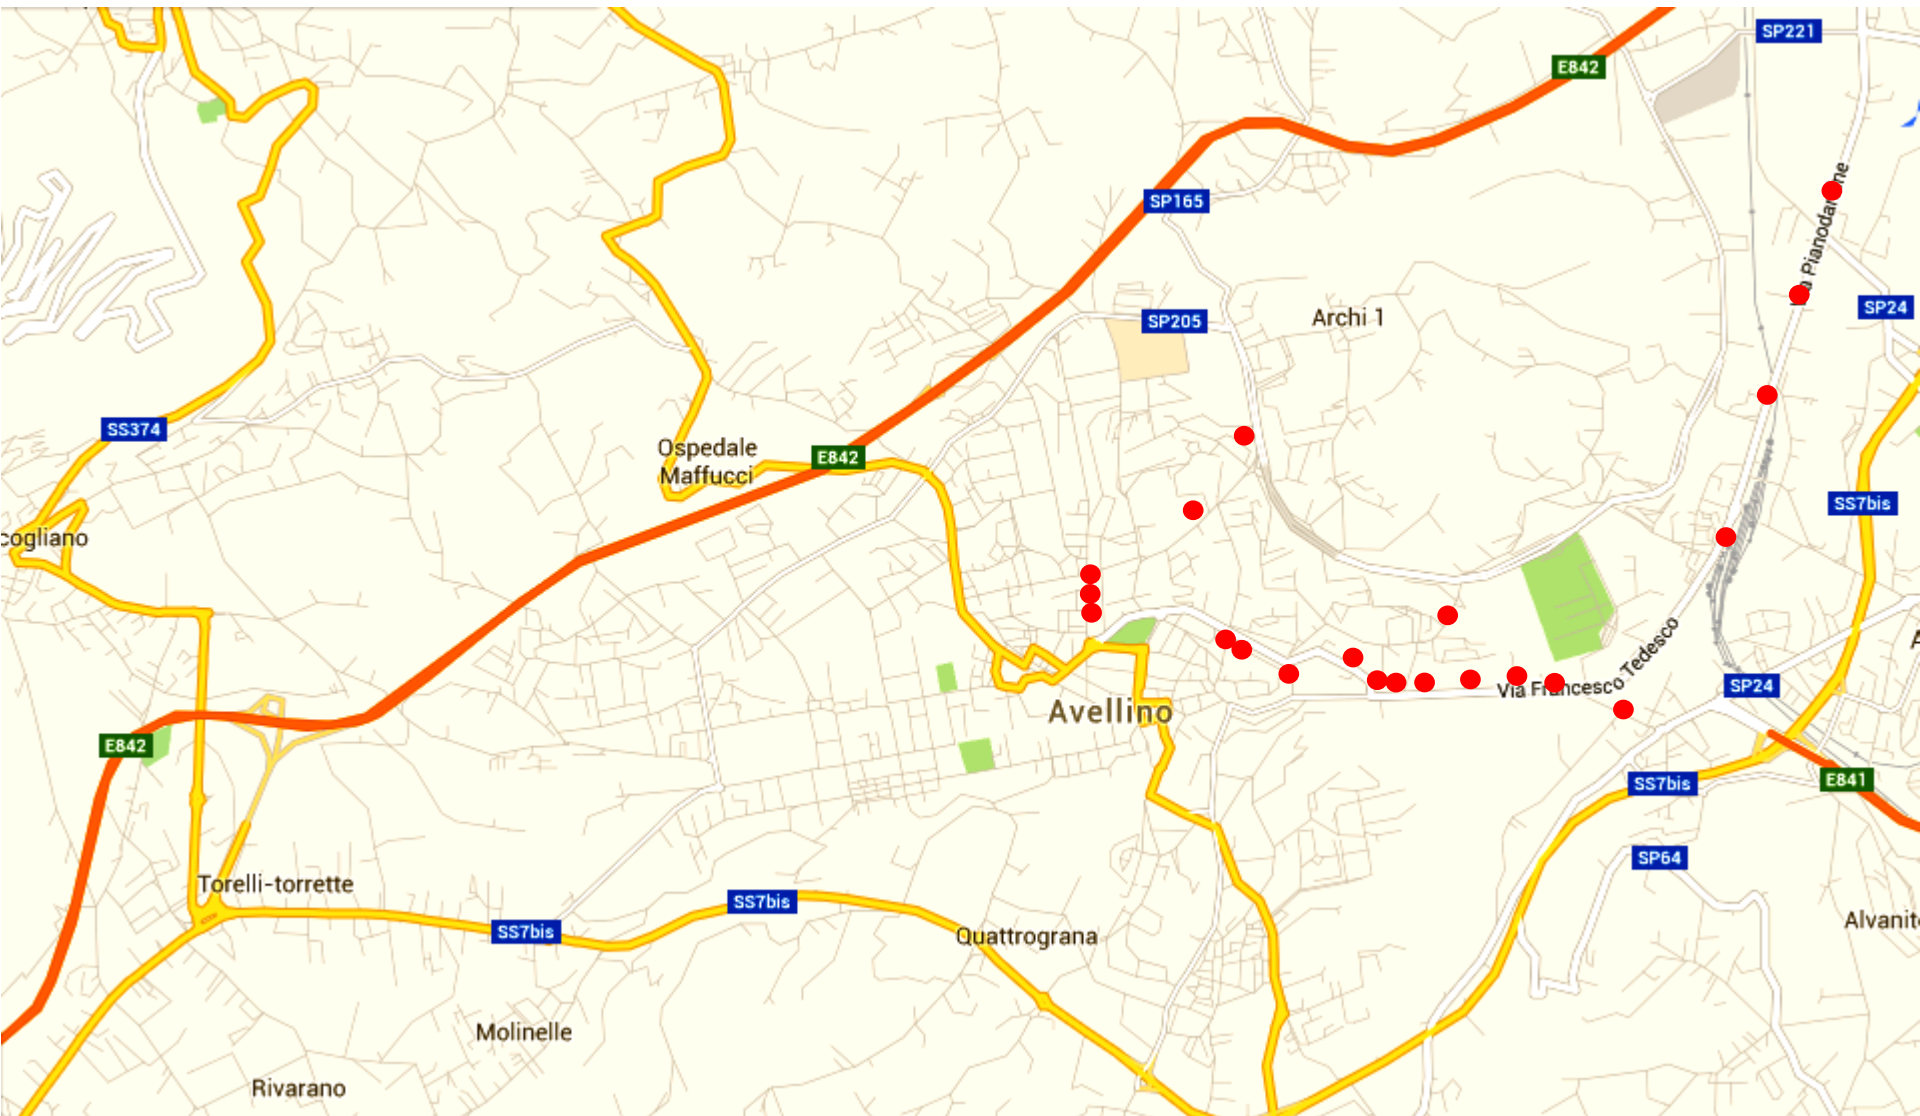 SP221
E842
SP165
SP24
SP205
Archi 1
SS374
Ospedale
Maffucci
E842
SS7bis
cogliano
Via Francesco Tedesco
SP24
Avellino
E842
SS7bis
E841
SP64
Torelli-torrette
SS7bis
SS7bis
Quattrograna
Alvanit
Molinelle
Rivarano